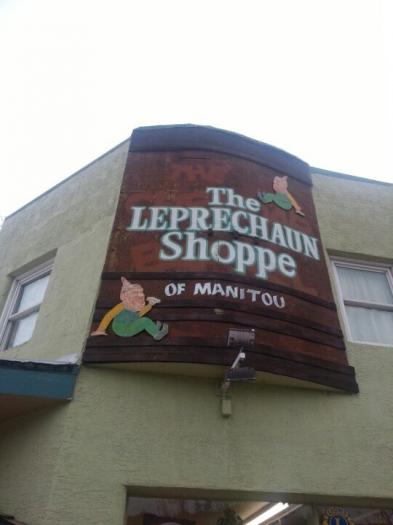 The
LEPRECHAUN
Shoppe
OF MANITOU